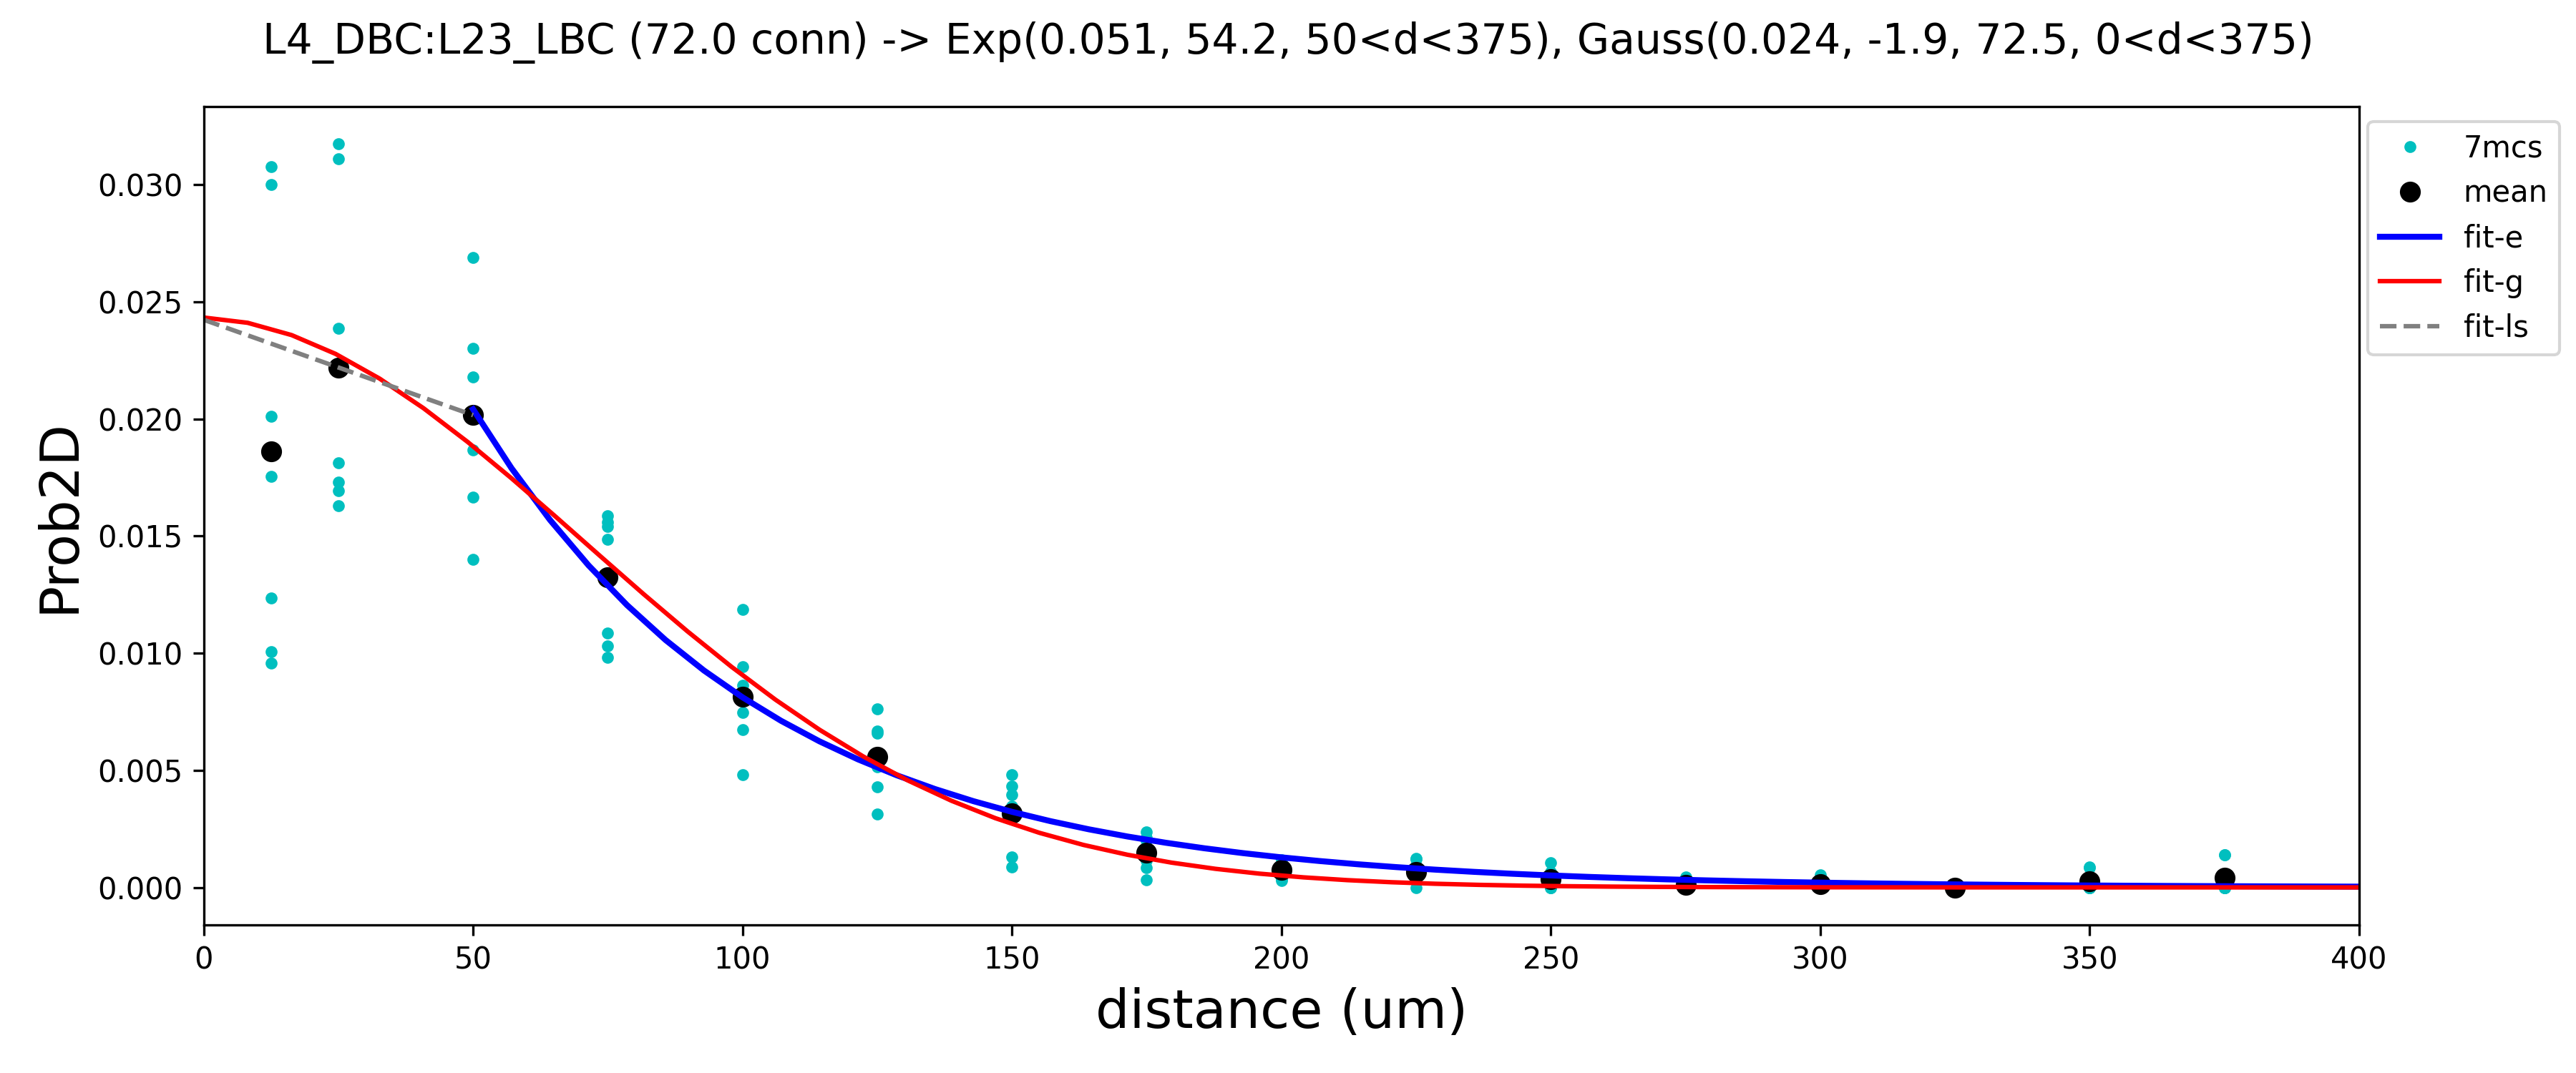 L4_DBC:L23_LBC (72.0 conn) -> Exp(0.051, 54.2, 50<d<375), Gauss(0.024, -1.9, 72.5, 0<d<375)
7mcs
mean
fit-e
fit-g
fit-ls
Prob2D
0.030
0.025
0.020
0.015
0.010
0.005
0.000
0 50 100 150 200 250 300 350 400
distance (um)